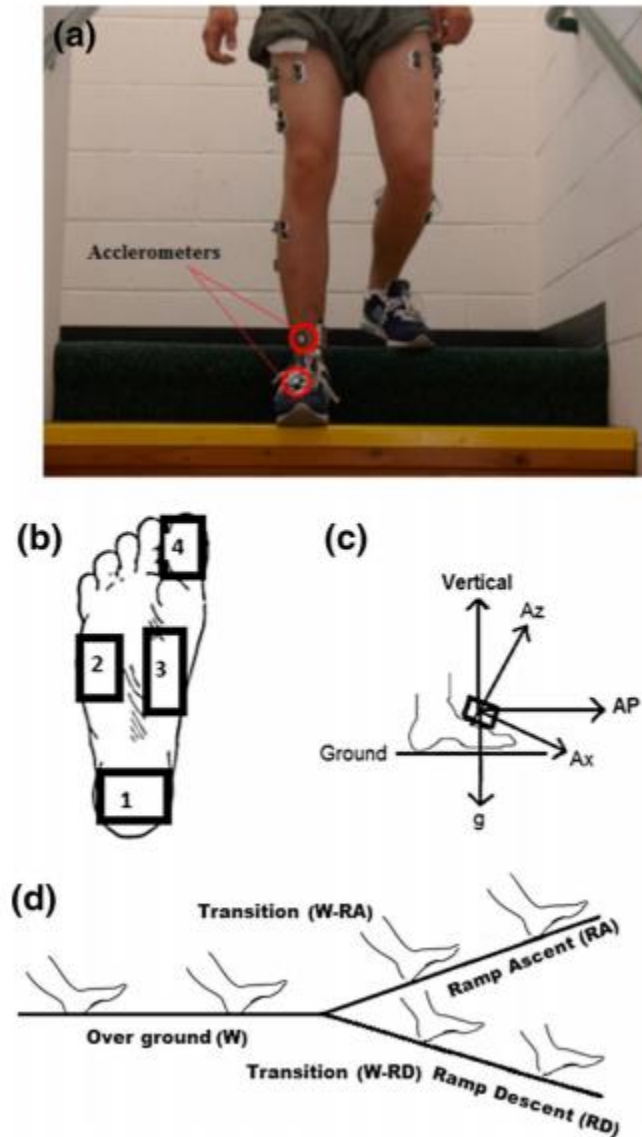 (a)
Acclerometers
(b)
4
2
3
1
(c)
Vertical
Az
AP
Ground
Ax
g
(d)
Transition (W-RA)
Ramp Ascent (RA)
Over ground (W)
Transition (W-RD) Ramp Descent (RD)